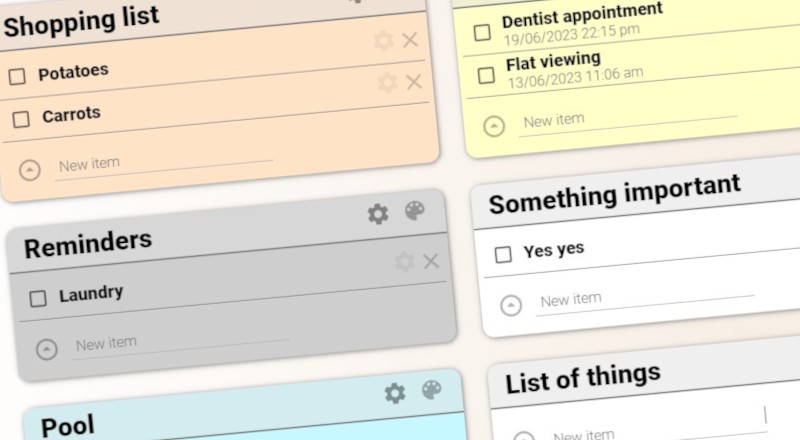 Shopping list
Potatoes
Carrots
New item
Dentist appointment
19/06/2023 22:15 pm
Flat viewing
13/06/2023 11:06 am
New item
Reminders
Laundry
New item
Something important
Yes yes
New item
Pool
List of things
New item